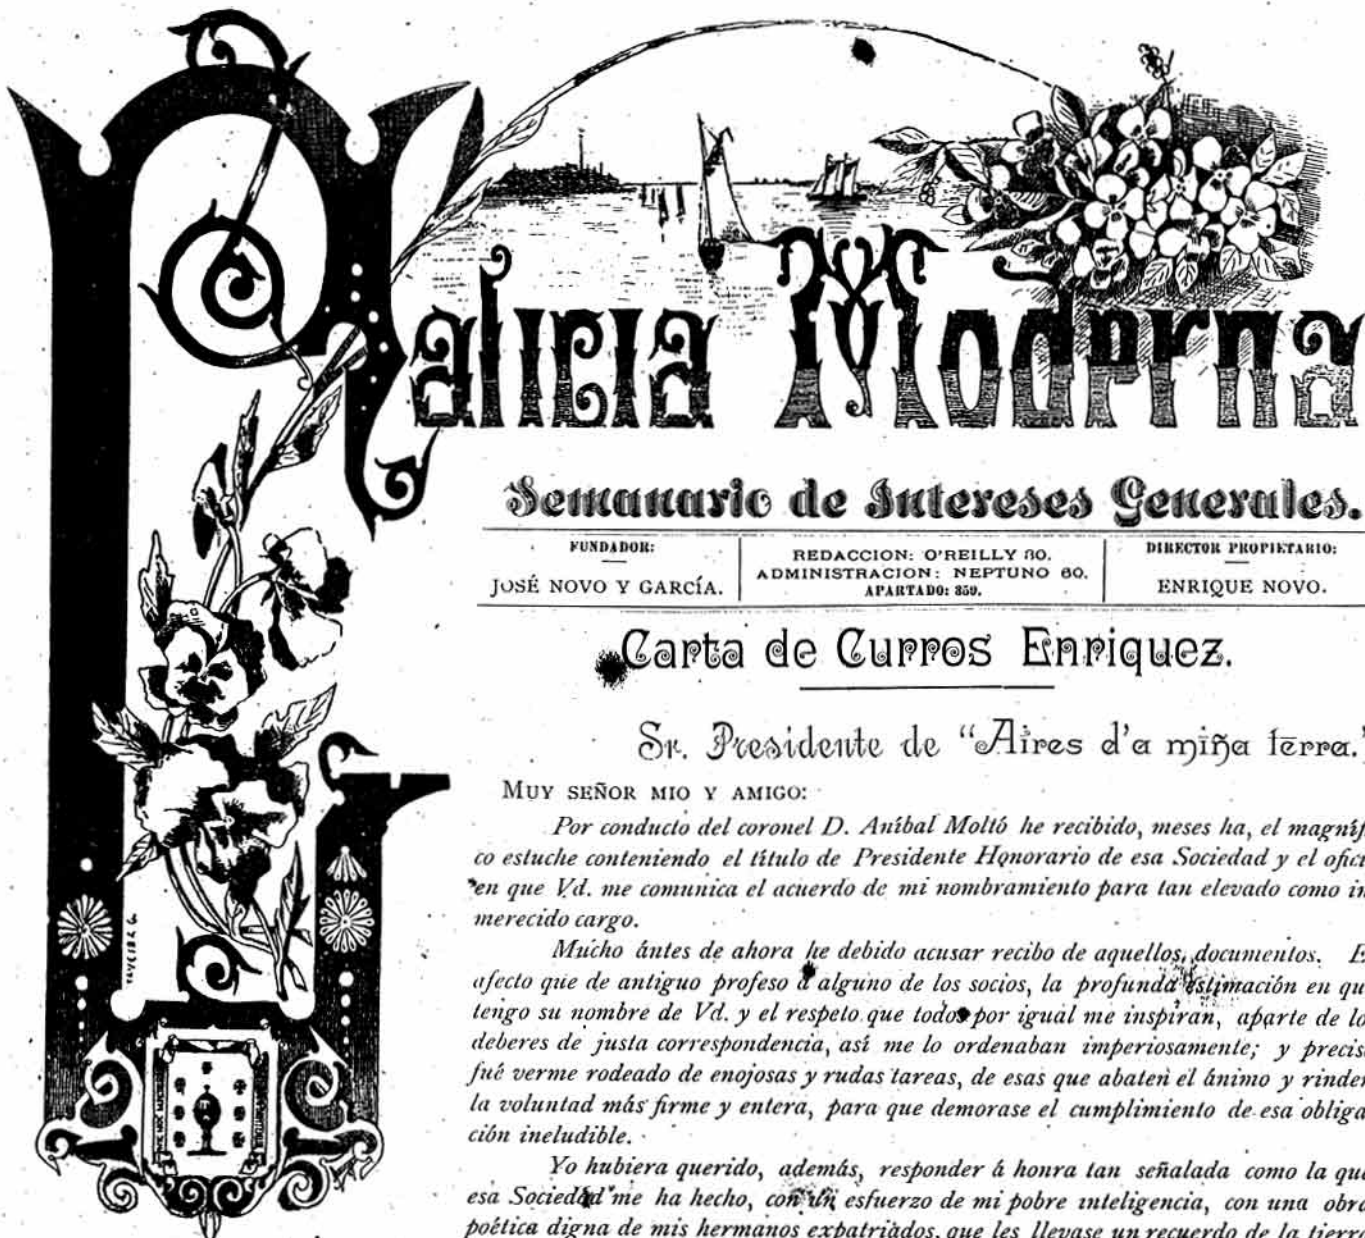 Galicia Moderna
Semanario de Intereses Generales.
FUNDADOR:
JOSÉ NOVO Y GARCÍA.
REDACCION: O'REILLY 80.
ADMINISTRACION: NEPTUNO 60.
APARTADO: 359.
DIRECTOR PROPIETARIO:
ENRIQUE NOVO.
Carta de Curros Enriquez.
Sr. Presidente de “Aires d'a miña terra.”
MUY SEÑOR MIO Y AMIGO:
Por conducto del coronel D. Aníbal Moltó he recibido, meses ha, el magnífi
co estuche conteniendo el título de Presidente Honorario de esa Sociedad y el ofici
en que Vd. me comunica el acuerdo de mi nombramiento para tan elevado como in
merecido cargo.
Mucho ántes de ahora he debido acusar recibo de aquellos documentos. E
afecto que de antiguo profeso á alguno de los socios, la profunda estimación en qu
tengo su nombre de Vd. y el respeto que todos por igual me inspiran, aparte de lo
deberes de justa correspondencia, así me lo ordenaban imperiosamente; y precis
fué verme rodeado de enojosas y rudas tareas, de esas que abaten el ánimo y rinden
la voluntad más firme y entera, para que demorase el cumplimiento de esa obliga
ción ineludible.
Yo hubiera querido, además, responder á honra tan señalada como la que
esa Sociedad me ha hecho, con un esfuerzo de mi pobre inteligencia, con una obra
poética digna de mis hermanos expatriados, que les llevase un recuerdo de la tierra